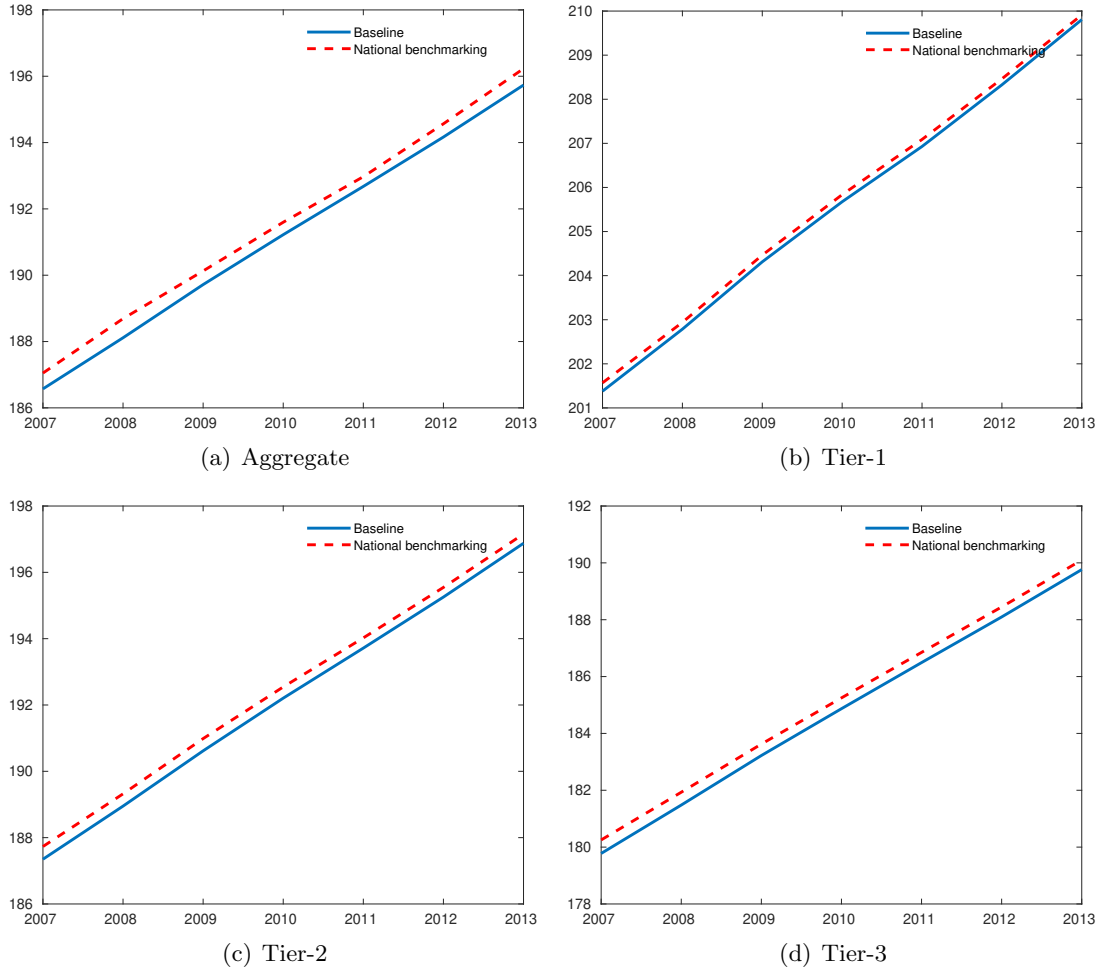 198
196
194
192
190
188
186
2007 2008 2009 2010 2011 2012 2013
Baseline
National benchmarking
(a) Aggregate
210
209
208
207
206
205
204
203
202
201
2007 2008 2009 2010 2011 2012 2013
Baseline
National benchmarking
(b) Tier-1
198
196
194
192
190
188
186
2007 2008 2009 2010 2011 2012 2013
Baseline
National benchmarking
(c) Tier-2
192
190
188
186
184
182
180
178
2007 2008 2009 2010 2011 2012 2013
Baseline
National benchmarking
(d) Tier-3